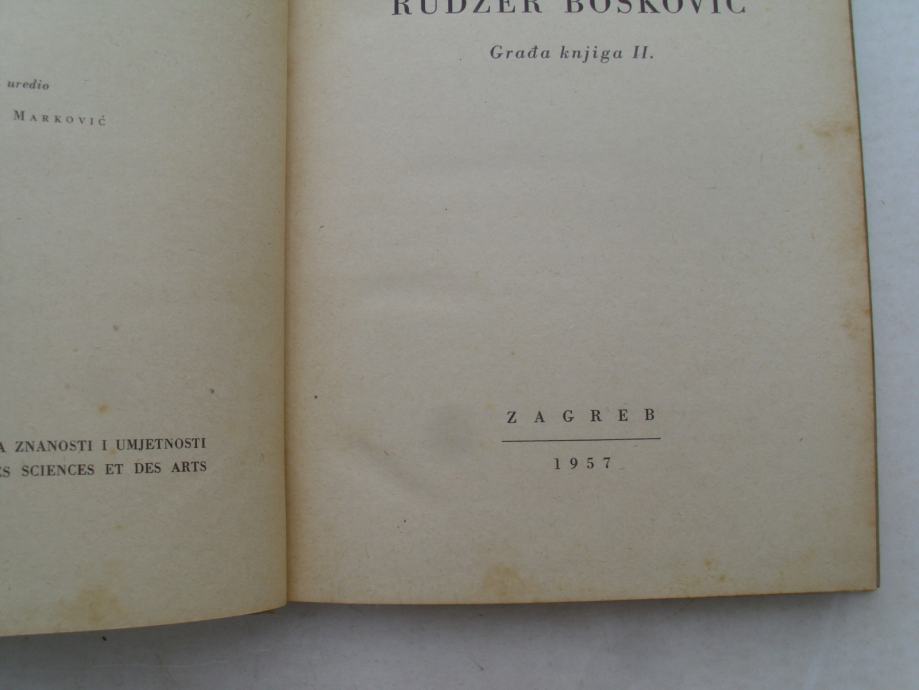 uredio
MARKOVIĆ
A ZNANOSTI I UMJETNOSTI
ES SCIENCES ET DES ARTS
RUDŽER BOŠKOVIĆ
Građa knjiga II.
ZAGREB
1957